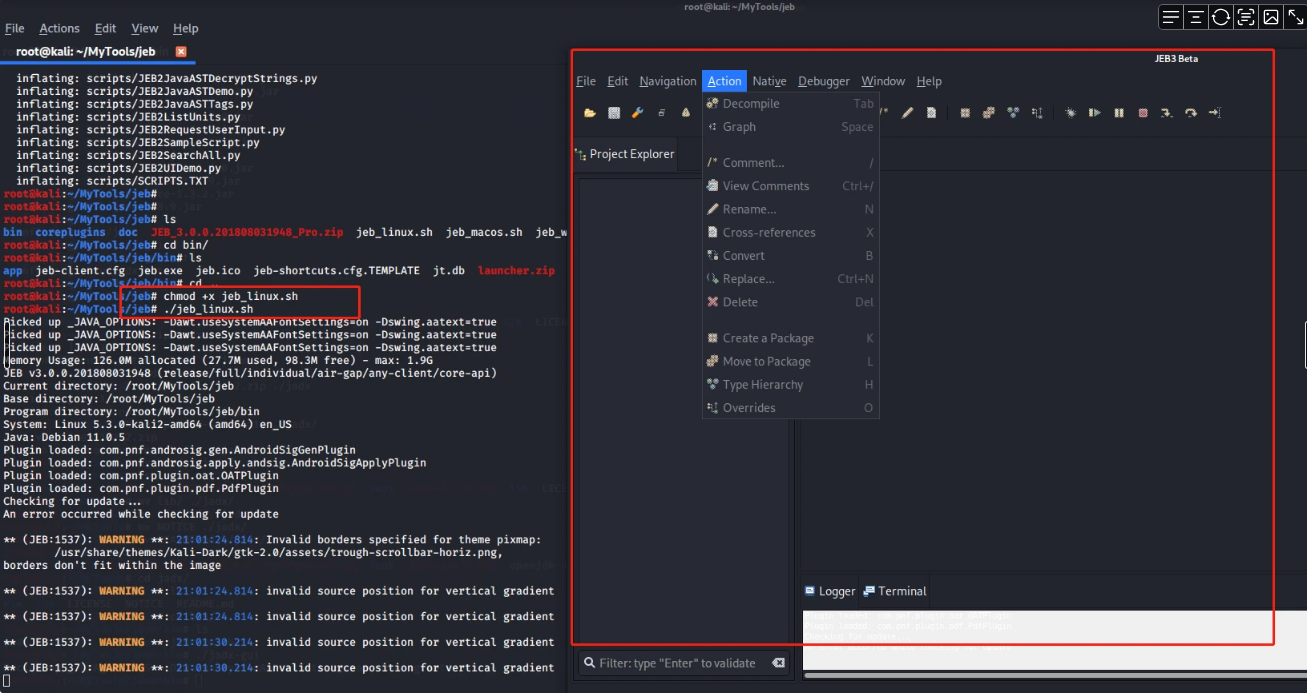 root@kali: ~/MyTools/jeb
File Actions Edit View Help
root@kali: ~/MyTools/jeb
inflating: scripts/JEB2JavaASTDecryptStrings.py
inflating: scripts/JEB2JavaASTDemo.py
inflating: scripts/JEB2JavaASTTags.py
inflating: scripts/JEB2ListUnits.py
inflating: scripts/JEB2RequestUserInput.py
inflating: scripts/JEB2SampleScript.py
inflating: scripts/JEB2SearchAll.py
inflating: scripts/JEB2UIDemo.py
inflating: scripts/SCRIPTS.TXT
root@kali:~/MyTools/jeb#
root@kali:~/MyTools/jeb#
root@kali:~/MyTools/jeb# ls
bin coreplugins doc JEB_3.0.0.201808031948_Pro.zip jeb_linux.sh jeb_macos.sh jeb_w
root@kali:~/MyTools/jeb# cd bin/
root@kali:~/MyTools/jeb/bin# ls
app jeb-client.cfg jeb.exe jeb.ico jeb-shortcuts.cfg.TEMPLATE jt.db launcher.zip
root@kali:~/MyTools/jeb/bin# cd ..
root@kali:~/MyTools/jeb# chmod +x jeb_linux.sh
root@kali:~/MyTools/jeb# ./jeb_linux.sh
Picked up _JAVA_OPTIONS: -Dawt.useSystemAAFontSettings=on -Dswing.aatext=true
Picked up _JAVA_OPTIONS: -Dawt.useSystemAAFontSettings=on -Dswing.aatext=true
Picked up _JAVA_OPTIONS: -Dawt.useSystemAAFontSettings=on -Dswing.aatext=true
Memory Usage: 126.0M allocated (27.7M used, 98.3M free) - max: 1.9G
JEB v3.0.0.201808031948 (release/full/individual/air-gap/any-client/core-api)
Current directory: /root/MyTools/jeb
Base directory: /root/MyTools/jeb
Program directory: /root/MyTools/jeb/bin
System: Linux 5.3.0-kali2-amd64 (amd64) en_US
Java: Debian 11.0.5
Plugin loaded: com.pnf.androsig.gen.AndroidSigGenPlugin
Plugin loaded: com.pnf.androsig.apply.andsig.AndroidSigApplyPlugin
Plugin loaded: com.pnf.plugin.oat.OATPlugin
Plugin loaded: com.pnf.plugin.pdf.PdfPlugin
Checking for update...
An error occurred while checking for update
** (JEB:1537): WARNING **: 21:01:24.814: Invalid borders specified for theme pixmap:
/usr/share/themes/Kali-Dark/gtk-2.0/assets/trough-scrollbar-horiz.png,
borders don't fit within the image
** (JEB:1537): WARNING **: 21:01:24.814: invalid source position for vertical gradient
** (JEB:1537): WARNING **: 21:01:24.814: invalid source position for vertical gradient
** (JEB:1537): WARNING **: 21:01:30.214: invalid source position for vertical gradient
** (JEB:1537): WARNING **: 21:01:30.214: invalid source position for vertical gradient
JEB3 Beta
File Edit Navigation Action Native Debugger Window Help
Project Explorer
Decompile Tab
Graph Space
Comment... /
View Comments Ctrl+/
Rename... N
Cross-references X
Convert B
Replace... Ctrl+N
Delete Del
Create a Package K
Move to Package L
Type Hierarchy H
Overrides O
Logger Terminal
Filter: type "Enter" to validate